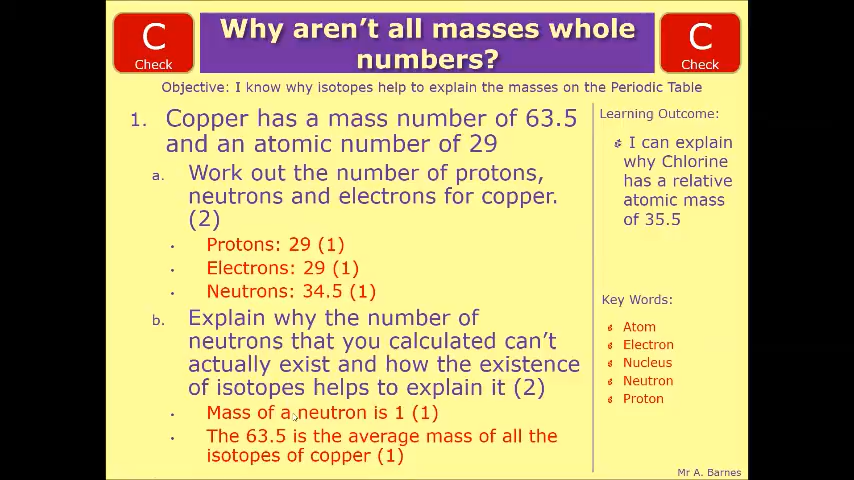 C
Check
Why aren't all masses whole
numbers?
C
Check
Objective: I know why isotopes help to explain the masses on the Periodic Table
1. Copper has a mass number of 63.5
and an atomic number of 29
a. Work out the number of protons,
neutrons and electrons for copper.
(2)
• Protons: 29 (1)
• Electrons: 29 (1)
• Neutrons: 34.5 (1)
b. Explain why the number of
neutrons that you calculated can't
actually exist and how the existence
of isotopes helps to explain it (2)
• Mass of a neutron is 1 (1)
• The 63.5 is the average mass of all the
isotopes of copper (1)
Learning Outcome:
I can explain
why Chlorine
has a relative
atomic mass
of 35.5
Key Words:
Atom
Electron
Nucleus
Neutron
Proton
Mr A. Barnes